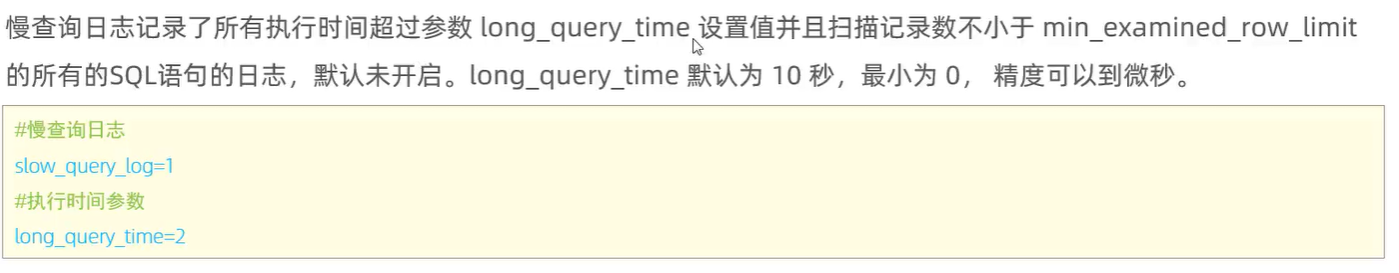 慢查询日志记录了所有执行时间超过参数 long_query_time 设置值并且扫描记录数不小于 min_examined_row_limit
的所有的SQL语句的日志，默认未开启。long_query_time 默认为 10 秒，最小为 0， 精度可以到微秒。
#慢查询日志
slow_query_log=1
#执行时间参数
long_query_time=2